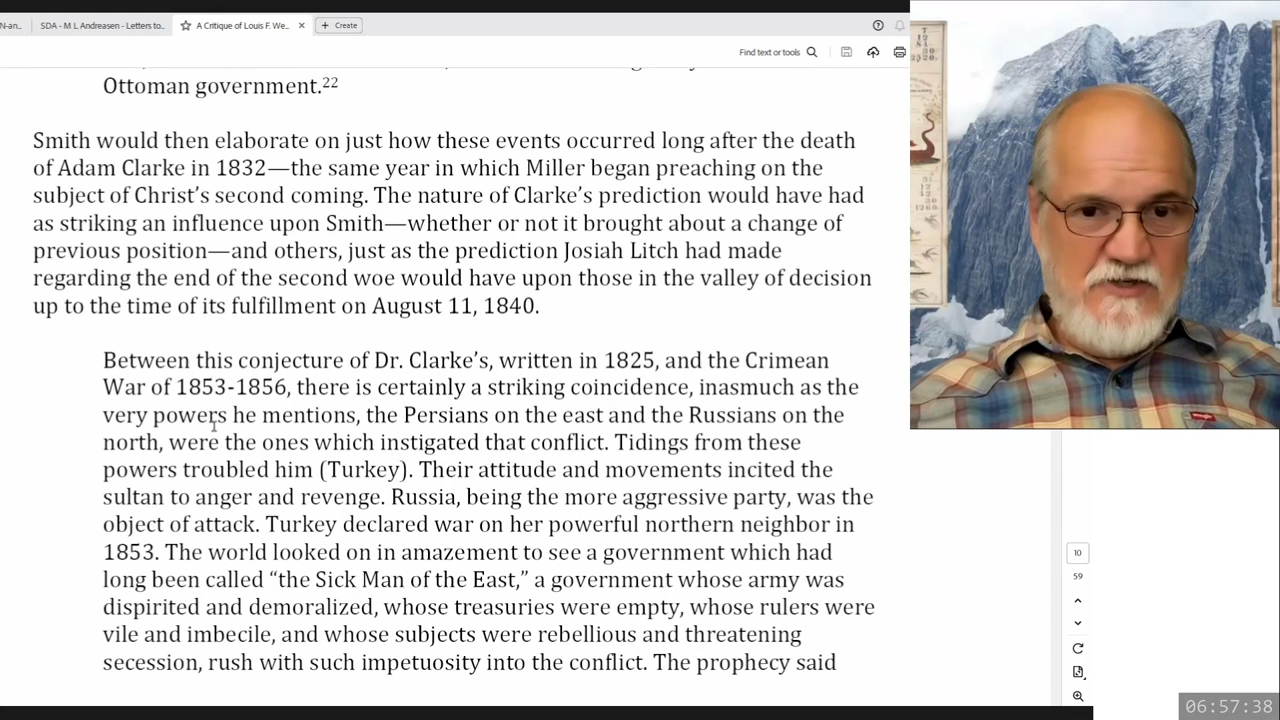 N-an..
SDA - M L Andreasen - Letters to..
A Critique of Louis F. We..
Create
Find text or tools
Ottoman government.22
Smith would then elaborate on just how these events occurred long after the death
of Adam Clarke in 1832—the same year in which Miller began preaching on the
subject of Christ's second coming. The nature of Clarke's prediction would have had
as striking an influence upon Smith—whether or not it brought about a change of
previous position—and others, just as the prediction Josiah Litch had made
regarding the end of the second woe would have upon those in the valley of decision
up to the time of its fulfillment on August 11, 1840.
Between this conjecture of Dr. Clarke's, written in 1825, and the Crimean
War of 1853-1856, there is certainly a striking coincidence, inasmuch as the
very powers he mentions, the Persians on the east and the Russians on the
north, were the ones which instigated that conflict. Tidings from these
powers troubled him (Turkey). Their attitude and movements incited the
sultan to anger and revenge. Russia, being the more aggressive party, was the
object of attack. Turkey declared war on her powerful northern neighbor in
1853. The world looked on in amazement to see a government which had
long been called “the Sick Man of the East,” a government whose army was
dispirited and demoralized, whose treasuries were empty, whose rulers were
vile and imbecile, and whose subjects were rebellious and threatening
secession, rush with such impetuosity into the conflict. The prophecy said
10
59
06:57:38